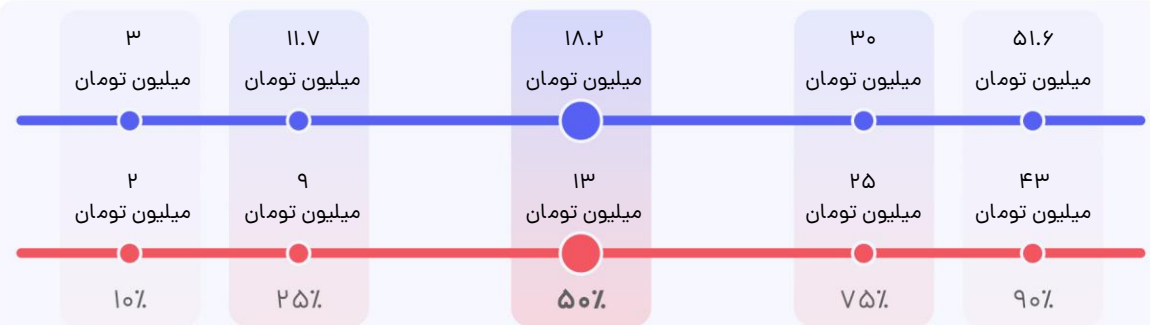 ۳ ۱۱.۷ ۱۸.۲ ۳۰ ۵۱.۶
میلیون تومان میلیون تومان میلیون تومان میلیون تومان میلیون تومان
۲ ۹ ۱۳ ۲۵ ۴۳
میلیون تومان میلیون تومان میلیون تومان میلیون تومان میلیون تومان
۱۰٪ ۲۵٪ ۵۰٪ ۷۵٪ ۹۰٪